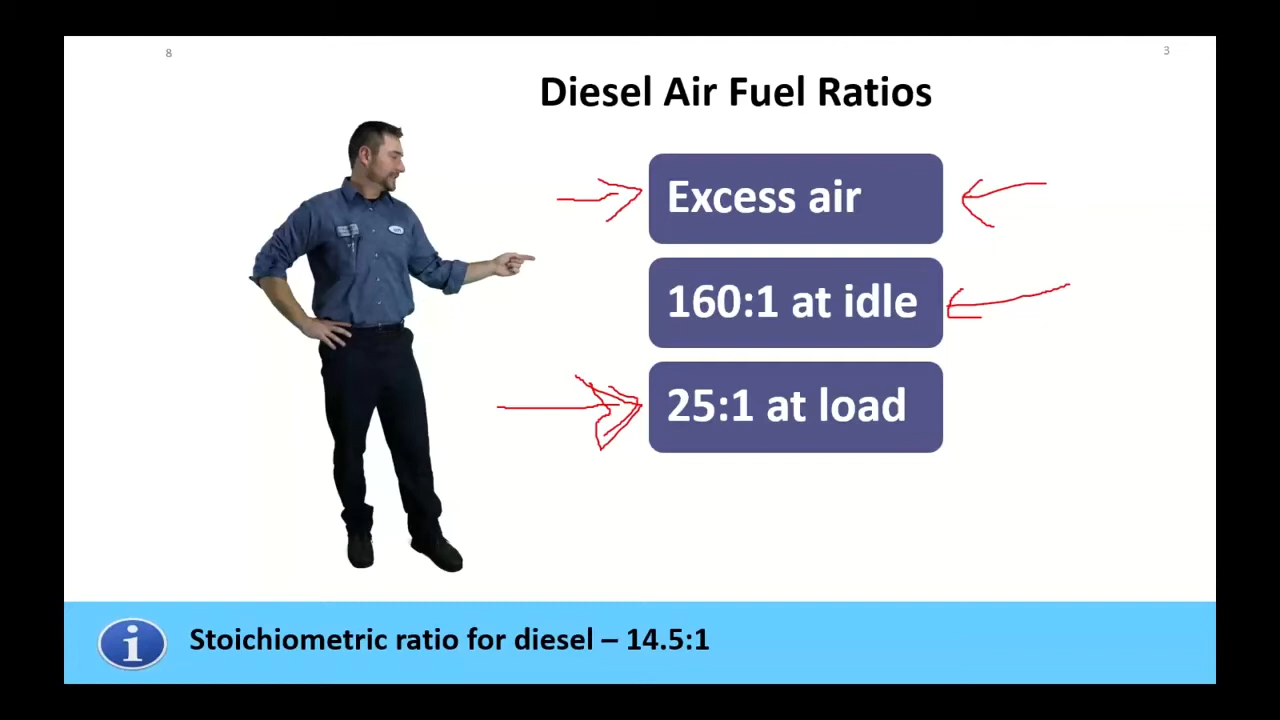 8
3
Diesel Air Fuel Ratios
Excess air
160:1 at idle
25:1 at load
Stoichiometric ratio for diesel – 14.5:1